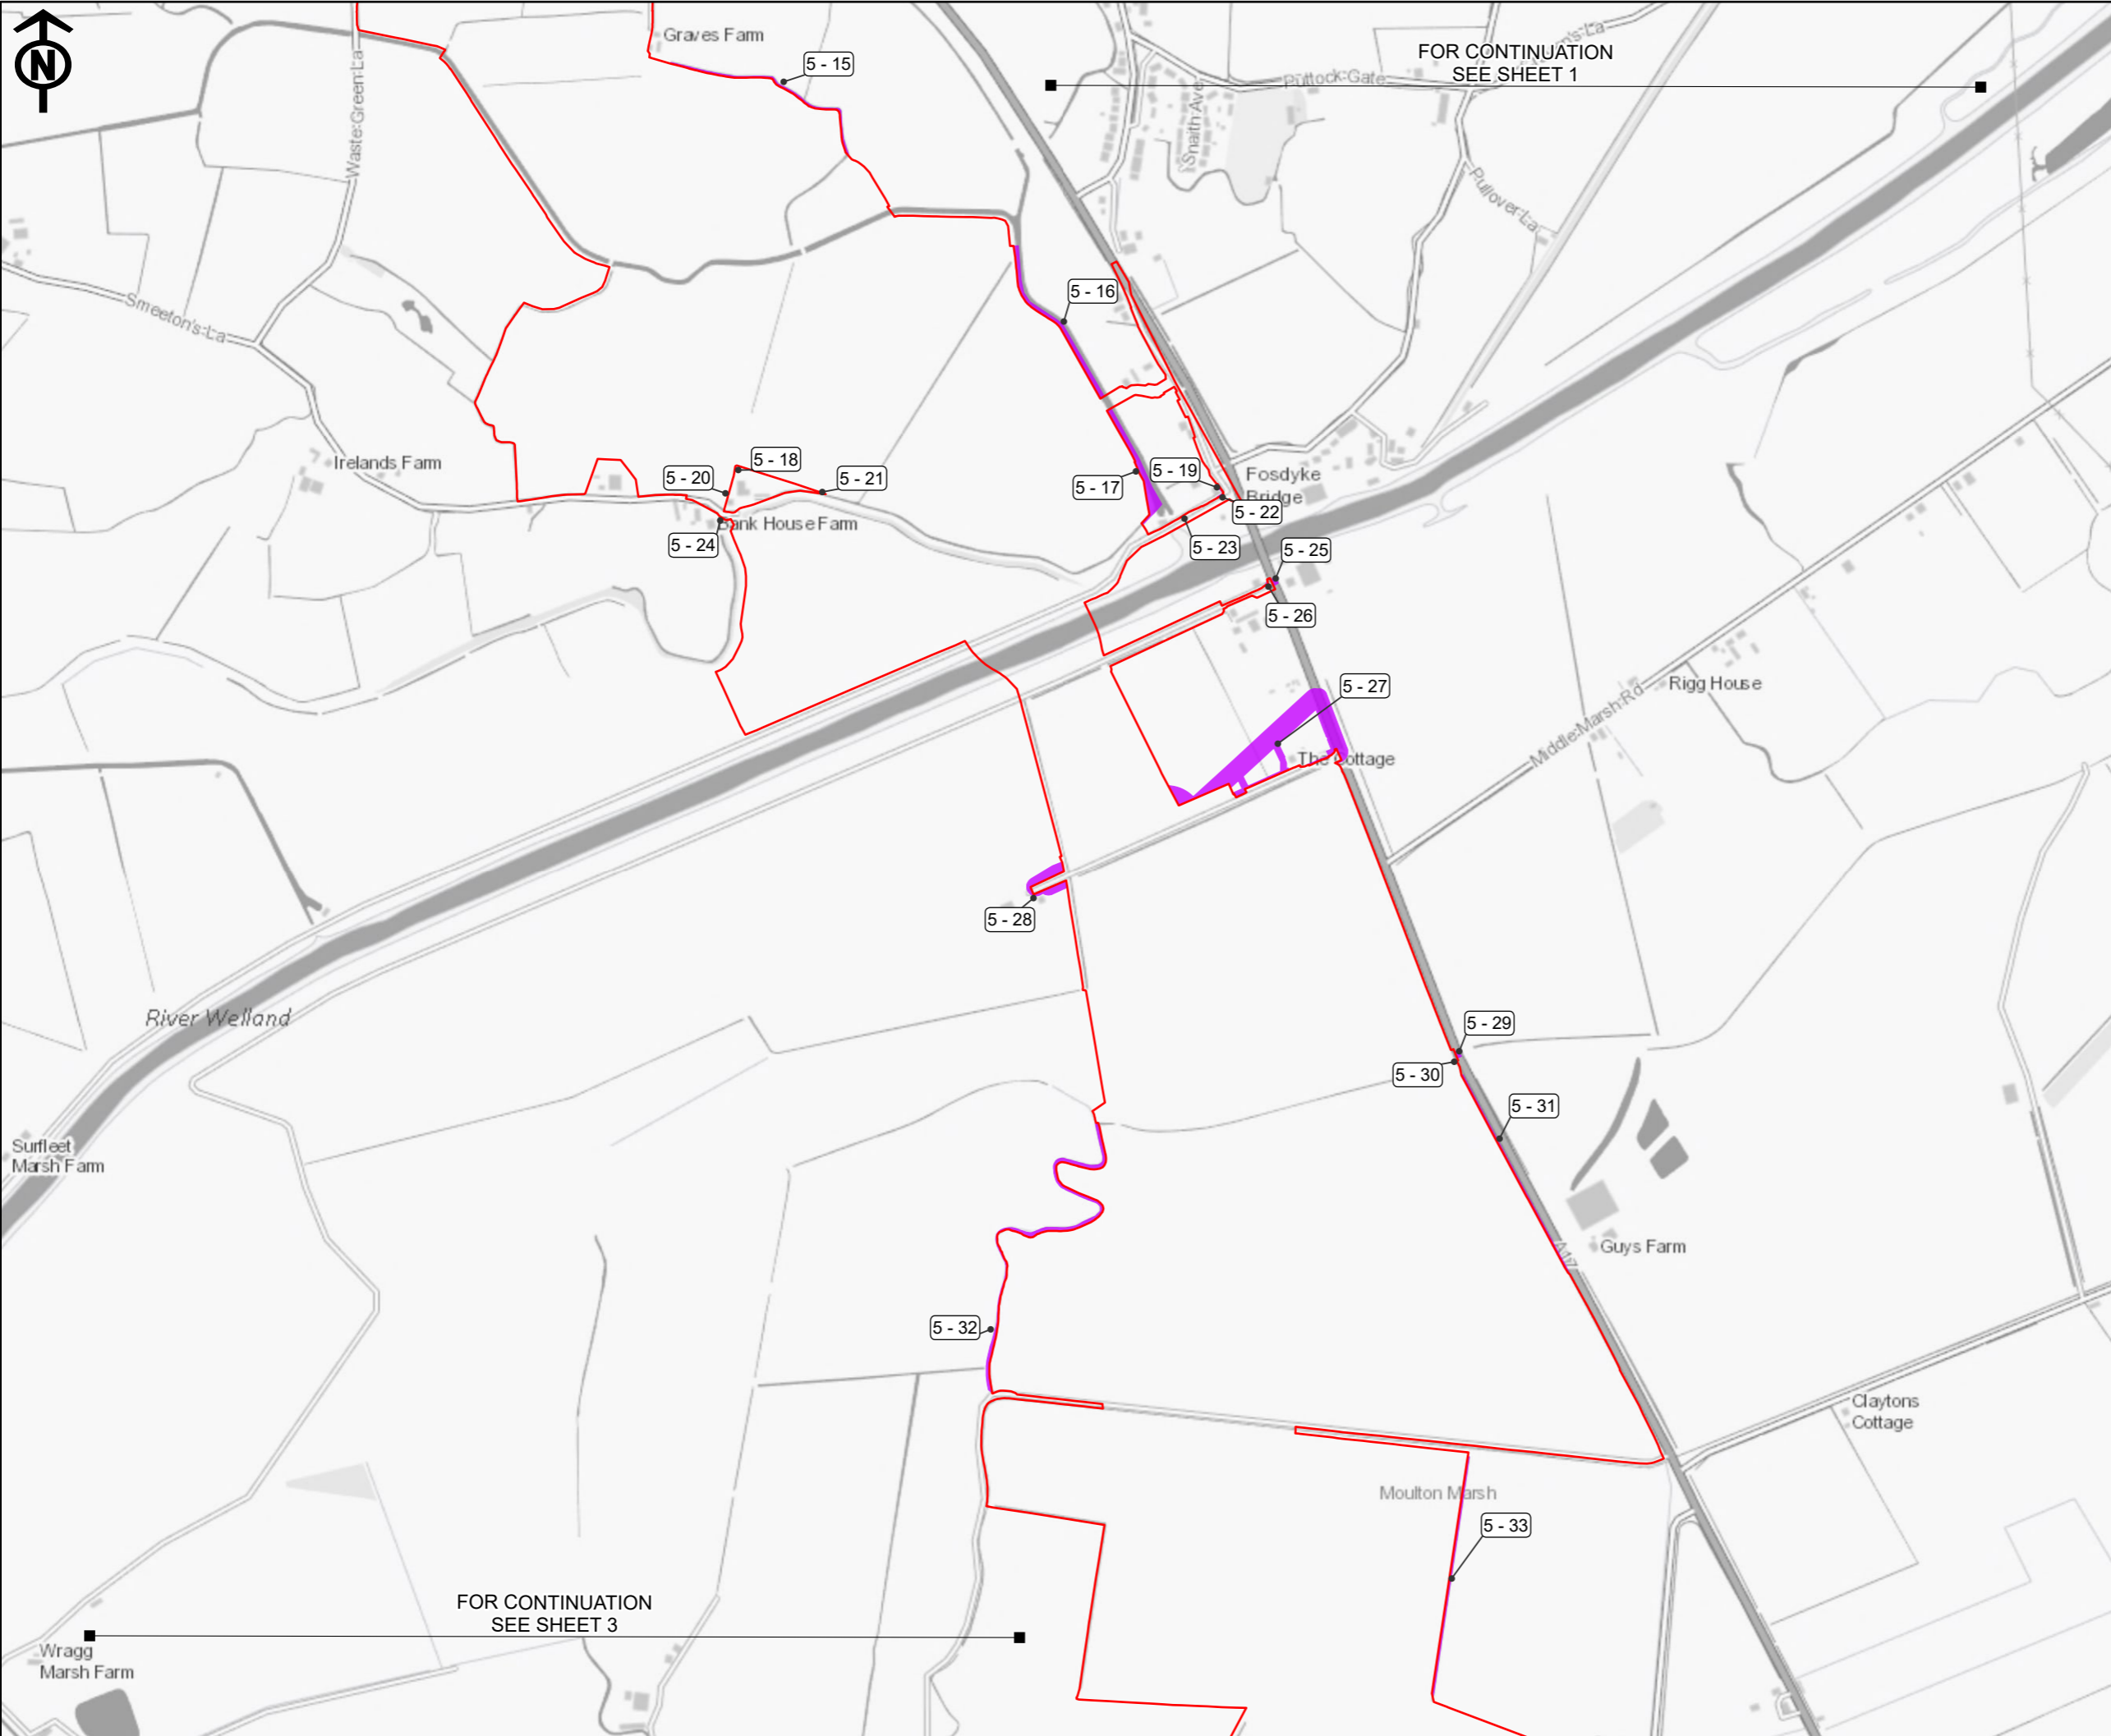 N
Graves Farm
5 - 15
FOR CONTINUATION
SEE SHEET 1
Puttock Gate
Snaith Ave
Waste Green La
Pullover La
Smeeton's La
5 - 16
Irelands Farm
5 - 18
5 - 20
5 - 21
5 - 19
5 - 17
Fosdyke
Bridge
5 - 22
Bank House Farm
5 - 24
5 - 23
5 - 25
5 - 26
5 - 27
Rigg House
Middle Marsh Rd
The Cottage
5 - 28
River Welland
5 - 29
5 - 30
5 - 31
Surfleet
Marsh Farm
Guys Farm
A17
5 - 32
Claytons
Cottage
Moulton Marsh
5 - 33
FOR CONTINUATION
SEE SHEET 3
Wragg
Marsh Farm